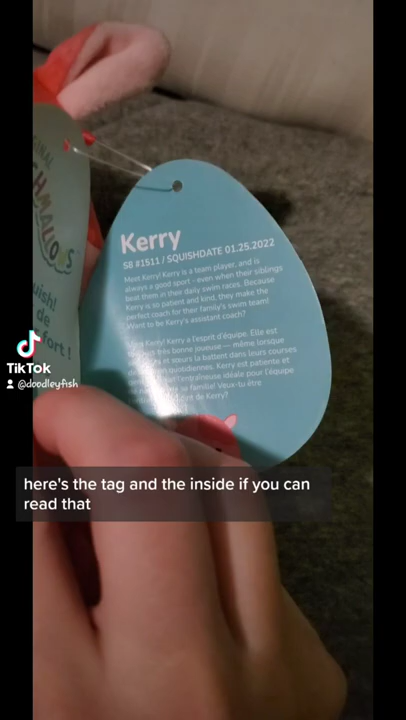 Kerry
S8 #1511 / SQUISHDATE 01.25.2022
Meet Kerry! Kerry is a team player, and is
always a good sport - even when their siblings
beat them in their daily swim races. Because
Kerry is so patient and kind, they make the
perfect coach for their family's swim team!
Want to be Kerry's assistant coach?
Kerry! Kerry a l'esprit d'équipe. Elle est
très bonne joueuse — même lorsque
et sœurs la battent dans leurs courses
quotidiennes. Kerry est patiente et
l'entraîneuse idéale pour l'équipe
sa famille! Veux-tu être
de Kerry?
TikTok
@doodleyfish
here's the tag and the inside if you can
read that